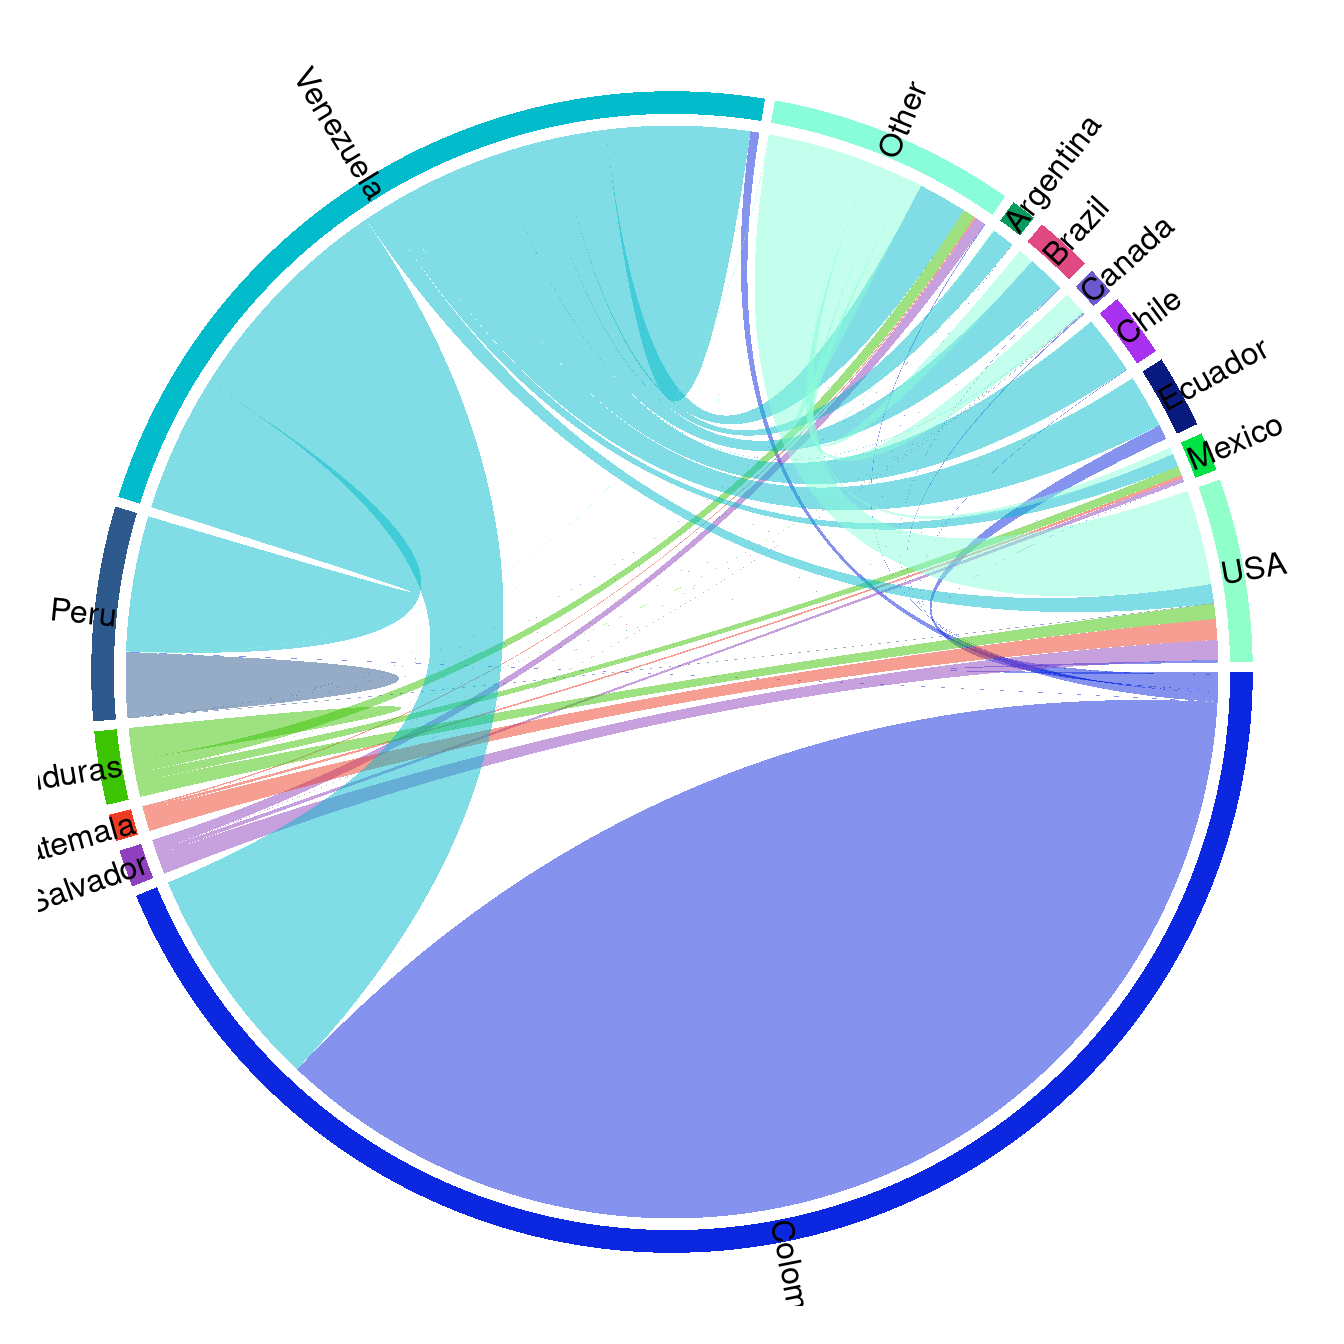 Venezuela
Other
Argentina
Brazil
Canada
Chile
Ecuador
Mexico
USA
Peru
nduras
atemala
Salvador
Colom